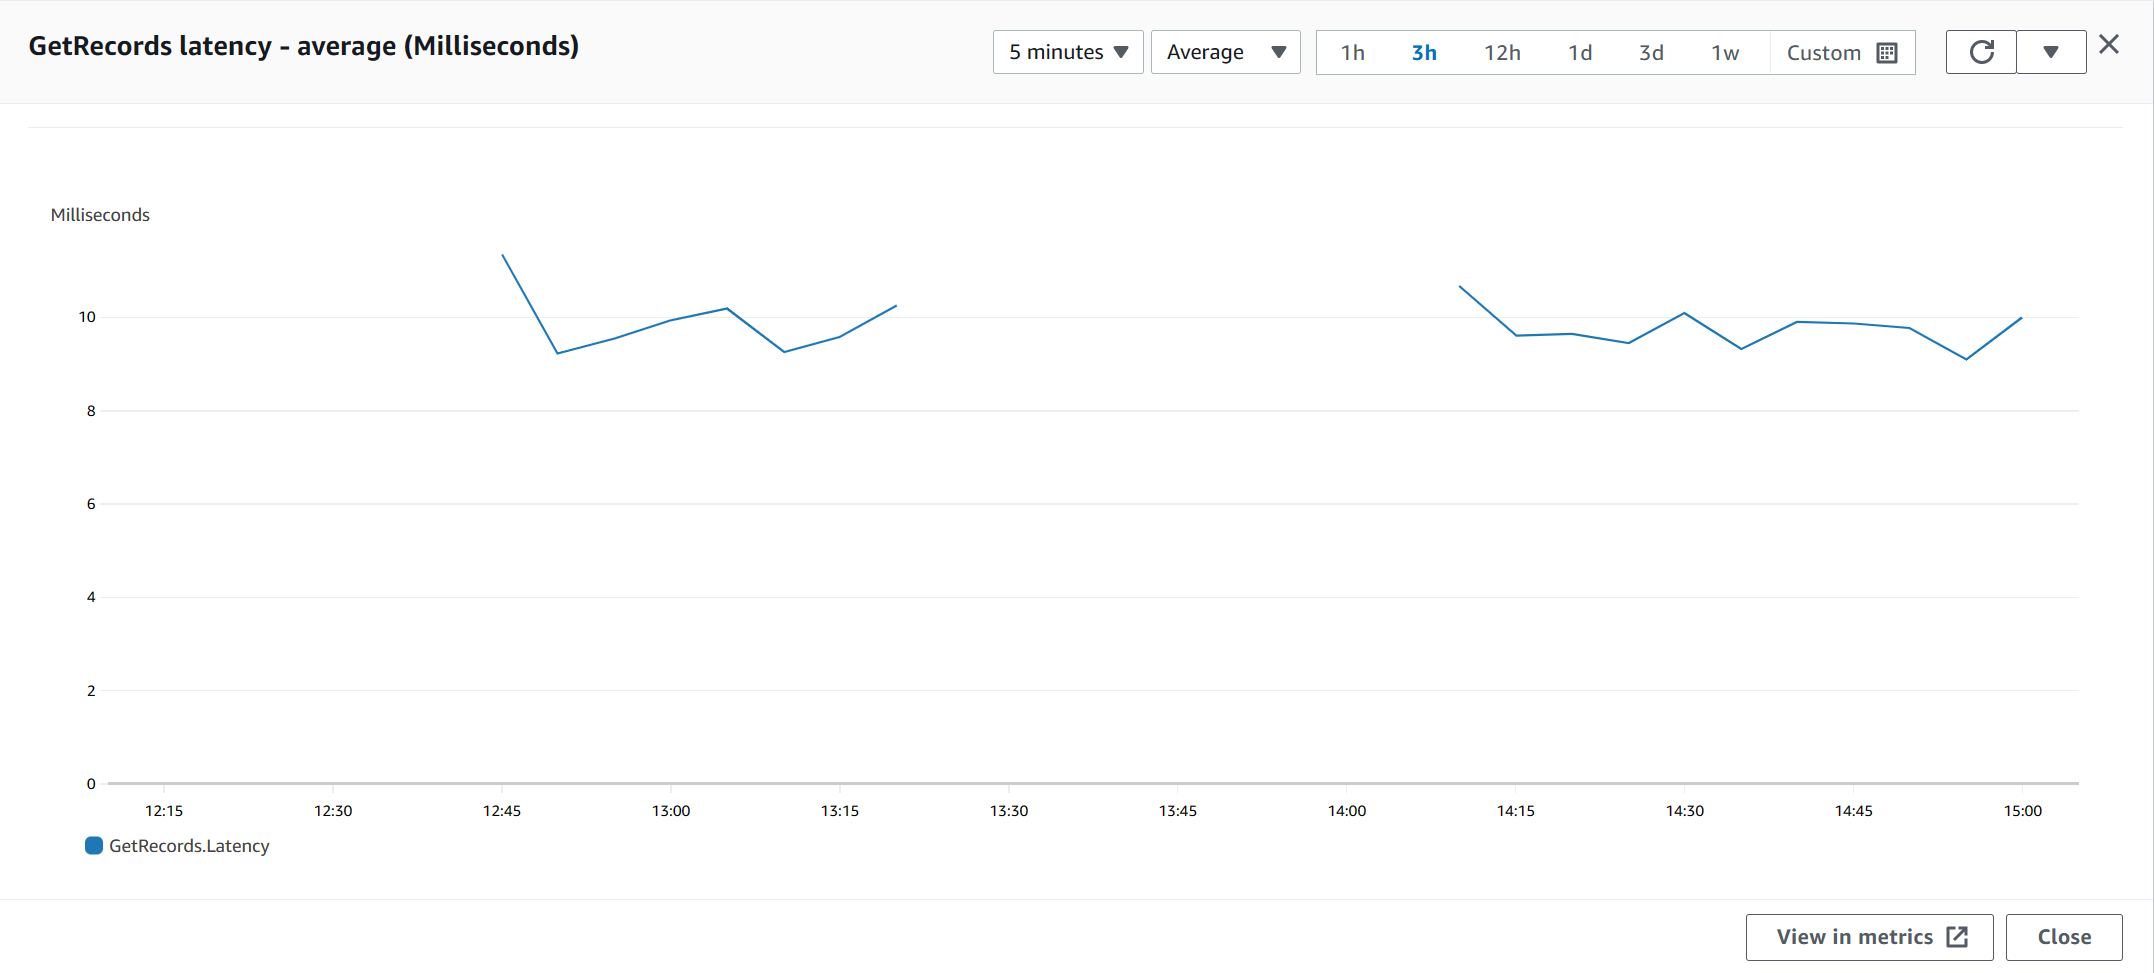 GetRecords latency - average (Milliseconds)
5 minutes
Average
1h 3h 12h 1d 3d 1w Custom
Milliseconds
10
8
6
4
2
0
12:15 12:30 12:45 13:00 13:15 13:30 13:45 14:00 14:15 14:30 14:45 15:00
GetRecords.Latency
View in metrics
Close